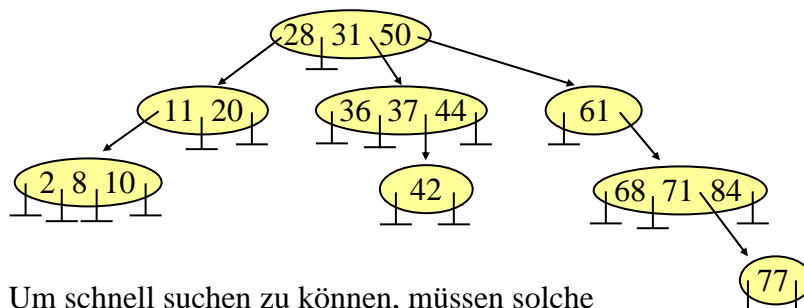 28 31 50
11 20 36 37 44 61
2 8 10 42 68 71 84
77
Um schnell suchen zu können, müssen solche